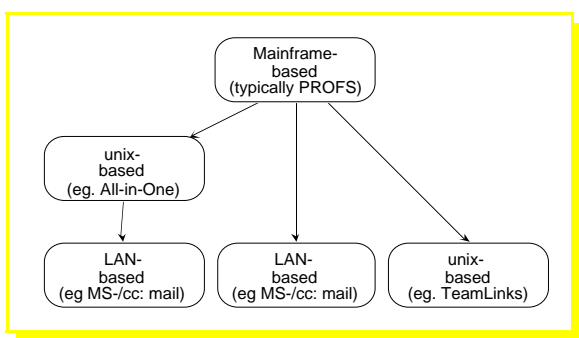 Mainframe-
based
(typically PROFS)
unix-
based
(eg. All-in-One)
LAN-
based
(eg MS-/cc: mail)
LAN-
based
(eg MS-/cc: mail)
unix-
based
(eg. TeamLinks)